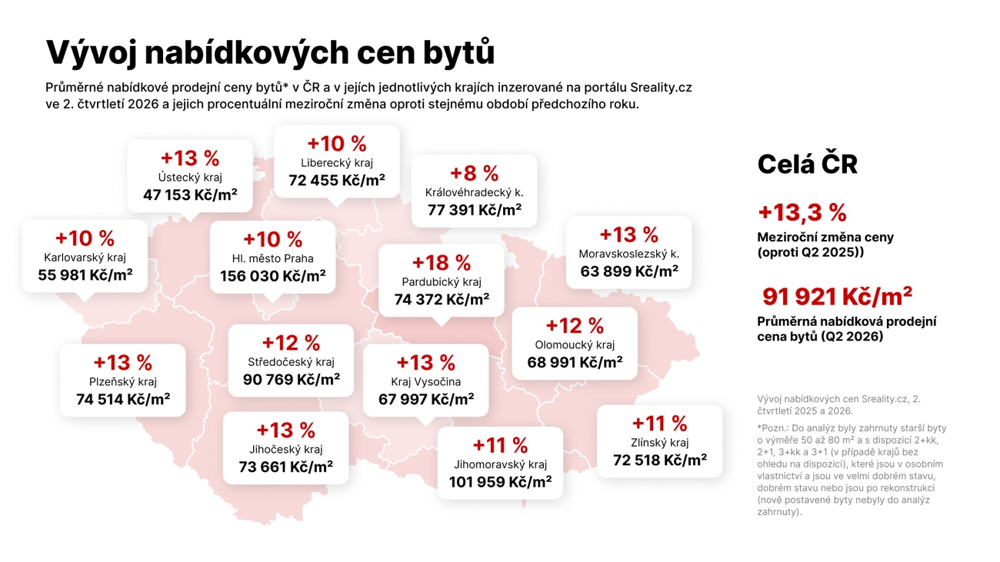 Vývoj nabídkových cen bytů
Průměrné nabídkové prodejní ceny bytů* v ČR a v jejích jednotlivých krajích inzerované na portálu Sreality.cz
ve 2. čtvrtletí 2026 a jejich procentuální meziroční změna oproti stejnému období předchozího roku.
+13 %
Ústecký kraj
47 153 Kč/m²
+10 %
Liberecký kraj
72 455 Kč/m²
+8 %
Královéhradecký k.
77 391 Kč/m²
+10 %
Karlovarský kraj
55 981 Kč/m²
+10 %
Hl. město Praha
156 030 Kč/m²
+18 %
Pardubický kraj
74 372 Kč/m²
+13 %
Moravskoslezský k.
63 899 Kč/m²
+13 %
Plzeňský kraj
74 514 Kč/m²
+12 %
Středočeský kraj
90 769 Kč/m²
+13 %
Kraj Vysočina
67 997 Kč/m²
+12 %
Olomoucký kraj
68 991 Kč/m²
+13 %
Jihočeský kraj
73 661 Kč/m²
+11 %
Jihomoravský kraj
101 959 Kč/m²
+11 %
Zlínský kraj
72 518 Kč/m²
Celá ČR
+13,3 %
Meziroční změna ceny
(oproti Q2 2025))
91 921 Kč/m²
Průměrná nabídková prodejní
cena bytů (Q2 2026)
Vývoj nabídkových cen Sreality.cz, 2.
čtvrtletí 2025 a 2026.
*Pozn.: Do analýz byly zahrnuty starší byty
o výměře 50 až 80 m² a s dispozicí 2+kk,
2+1, 3+kk a 3+1 (v případě krajů bez
ohledu na dispozici), které jsou v osobním
vlastnictví a jsou ve velmi dobrém stavu,
dobrém stavu nebo jsou po rekonstrukci
(nově postavené byty nebyly do analýz
zahrnuty).